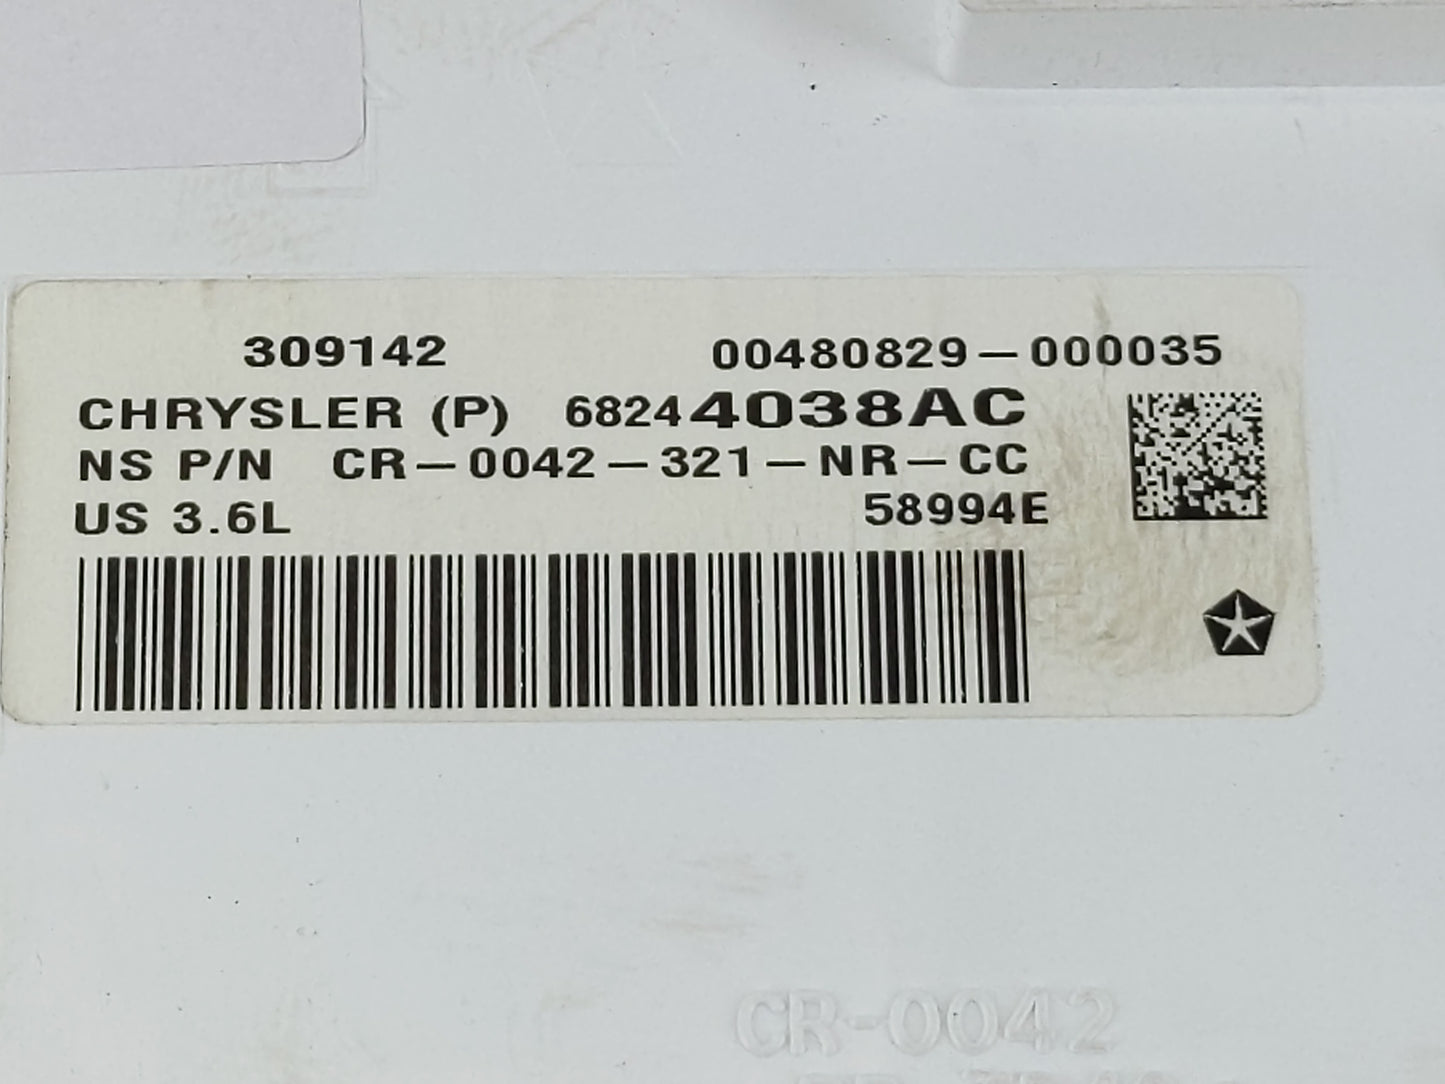 309142 00480829-000035
CHRYSLER (P) 68244038AC
NS P/N CR-0042-321-NR-CC
US 3.6L 58994E
CR-0042